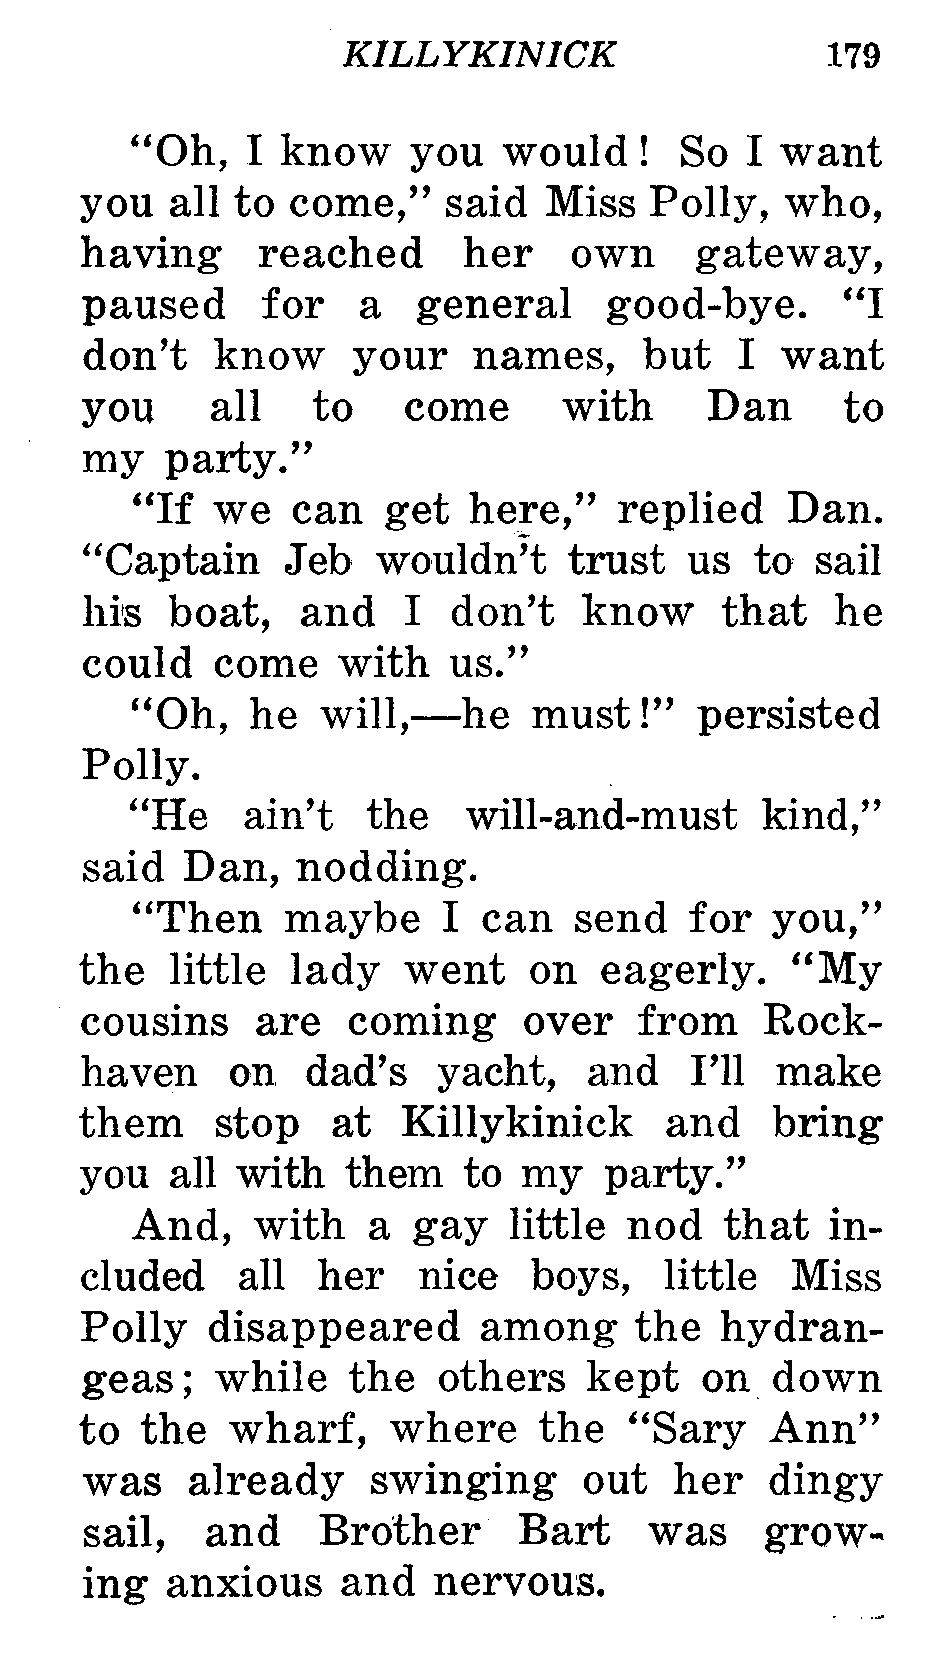 KILLYKINICK 179
“Oh, I know you would! So I want
you all to come,” said Miss Polly, who,
having reached her own gateway,
paused for a general good-bye. “I
don’t know your names, but I want
you all to come with Dan to
my party.”
“If we can get here,” replied Dan.
“Captain Jeb wouldn’t trust us to sail
his boat, and I don’t know that he
could come with us.”
“Oh, he will,—he must!” persisted
Polly.
“He ain’t the will-and-must kind,”
said Dan, nodding.
“Then maybe I can send for you,”
the little lady went on eagerly. “My
cousins are coming over from Rock-
haven on dad’s yacht, and I’ll make
them stop at Killykinick and bring
you all with them to my party.”
And, with a gay little nod that in-
cluded all her nice boys, little Miss
Polly disappeared among the hydran-
geas; while the others kept on down
to the wharf, where the “Sary Ann”
was already swinging out her dingy
sail, and Brother Bart was grow-
ing anxious and nervous.